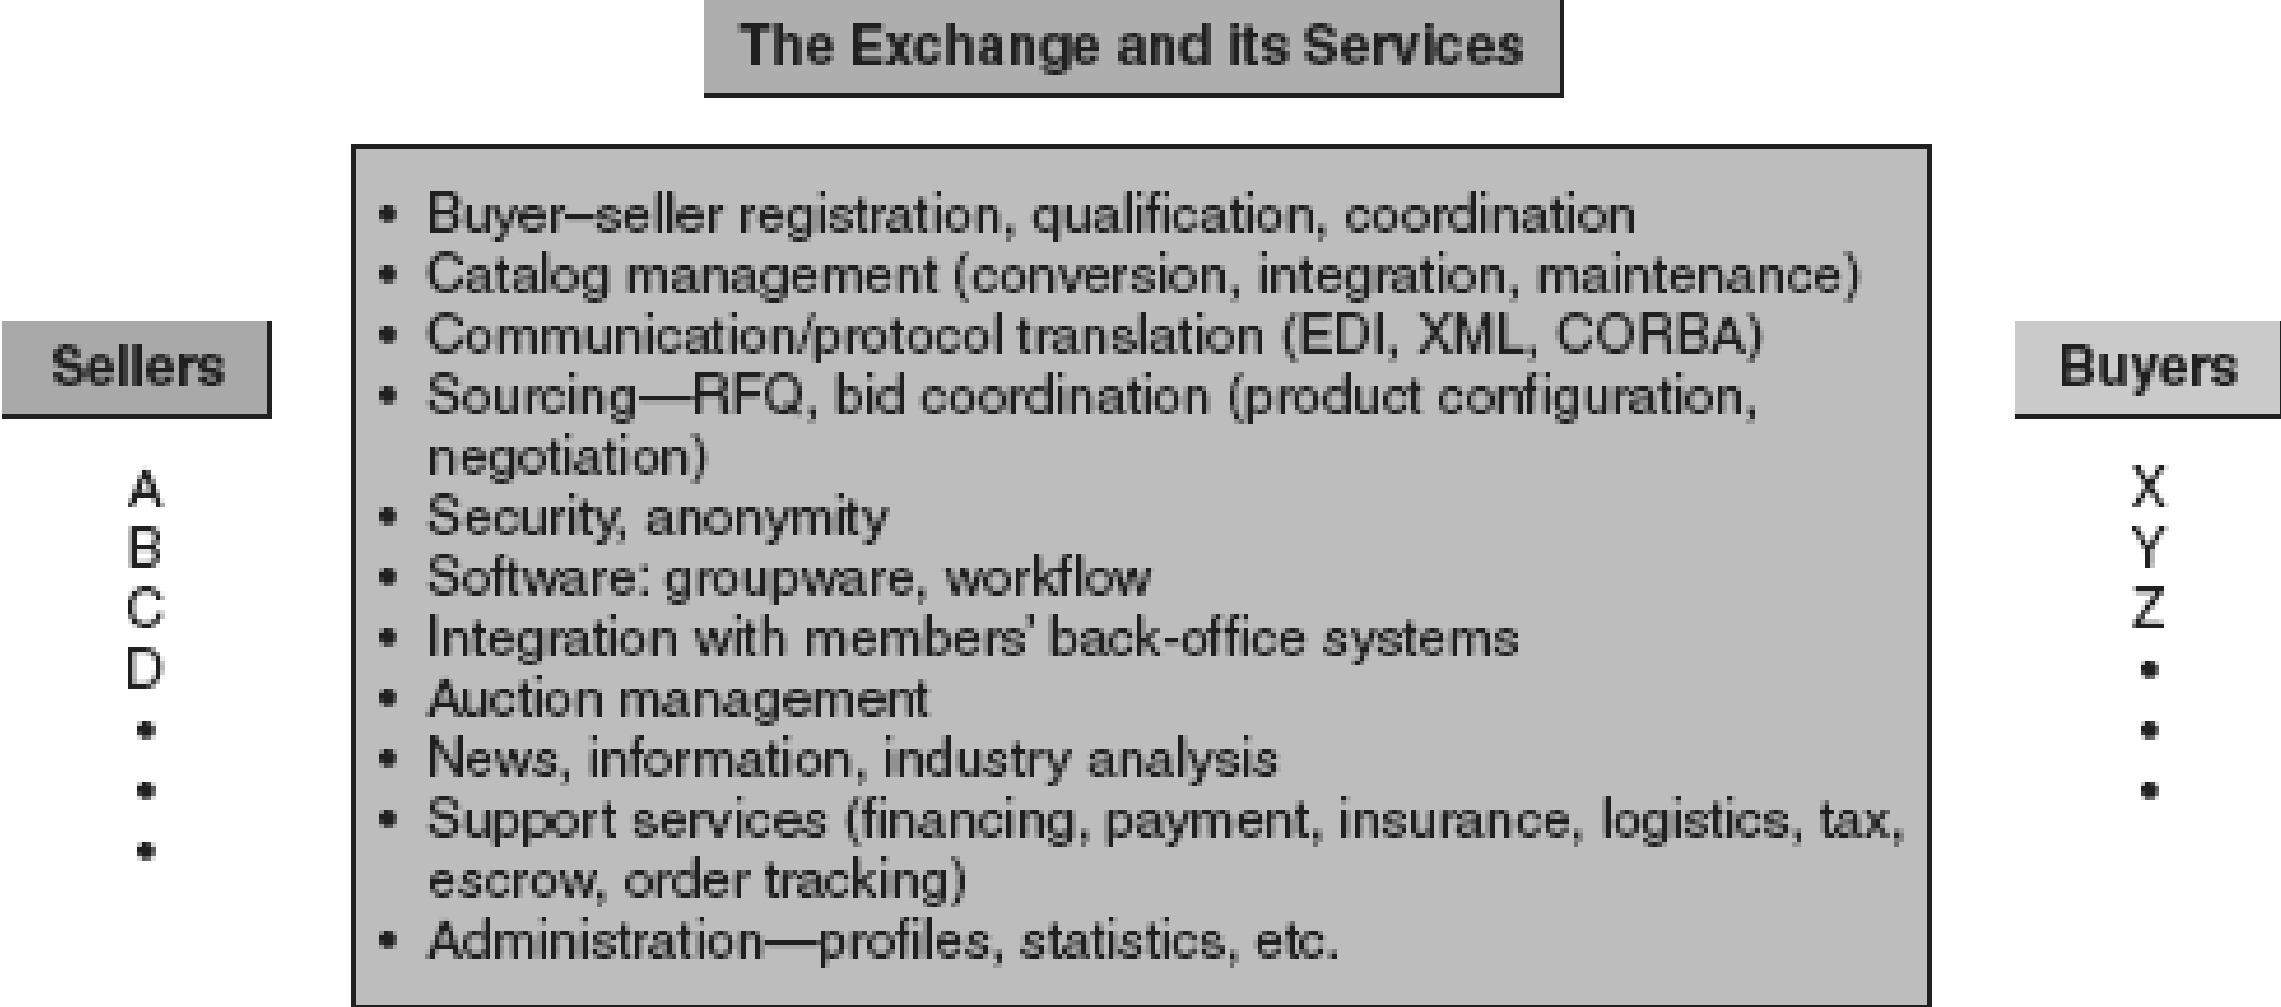 The Exchange and its Services
Sellers
A
B
C
D
•
•
•
• Buyer–seller registration, qualification, coordination
• Catalog management (conversion, integration, maintenance)
• Communication/protocol translation (EDI, XML, CORBA)
• Sourcing—RFQ, bid coordination (product configuration,
negotiation)
• Security, anonymity
• Software: groupware, workflow
• Integration with members’ back-office systems
• Auction management
• News, information, industry analysis
• Support services (financing, payment, insurance, logistics, tax,
escrow, order tracking)
• Administration—profiles, statistics, etc.
Buyers
X
Y
Z
•
•
•